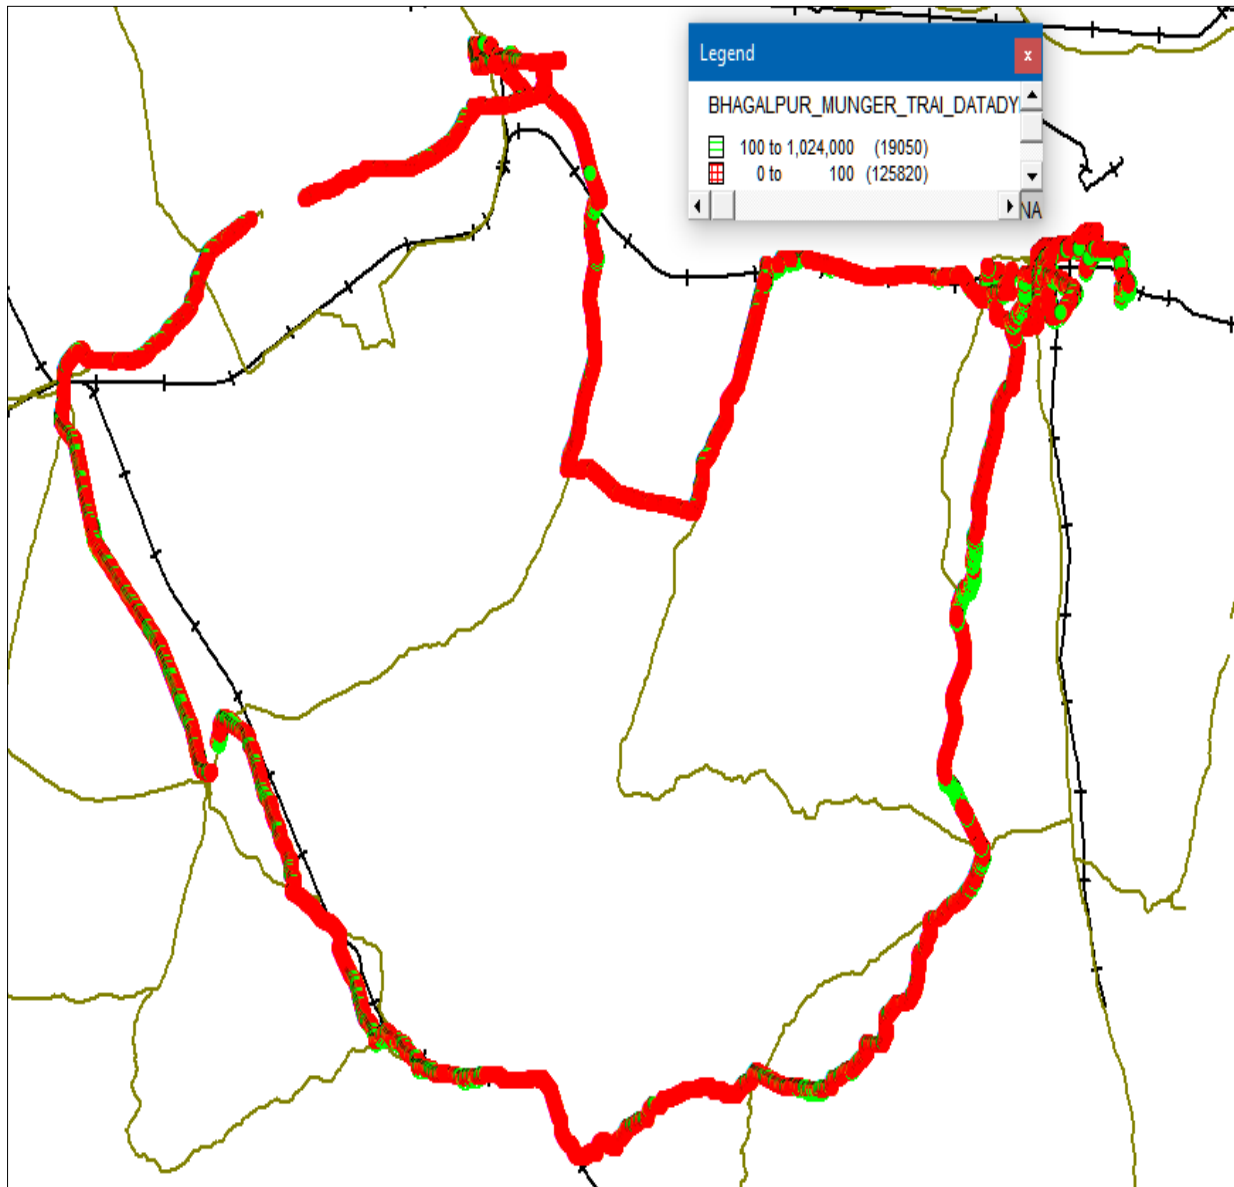 Legend
x
BHAGALPUR_MUNGER_TRAI_DATADY
100 to 1,024,000 (19050)
0 to 100 (125820)
NA